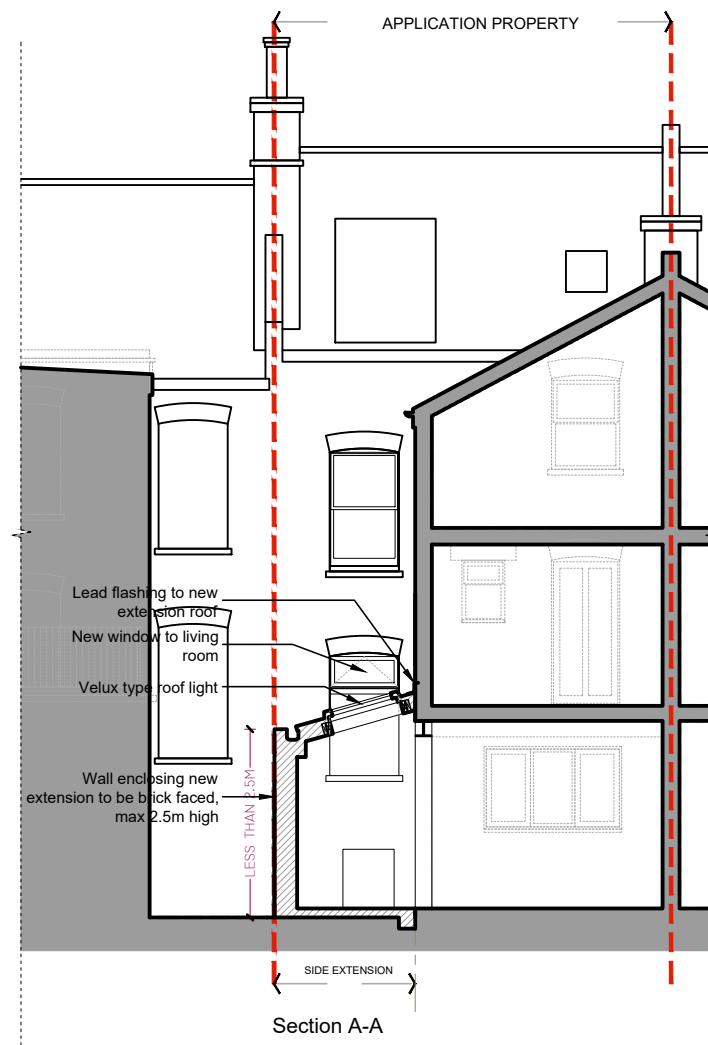 APPLICATION PROPERTY
Lead flashing to new
extension roof
New window to living
room
Velux type roof light
Wall enclosing new
extension to be brick faced,
max 2.5m high
LESS THAN 2.5M
SIDE EXTENSION
Section A-A